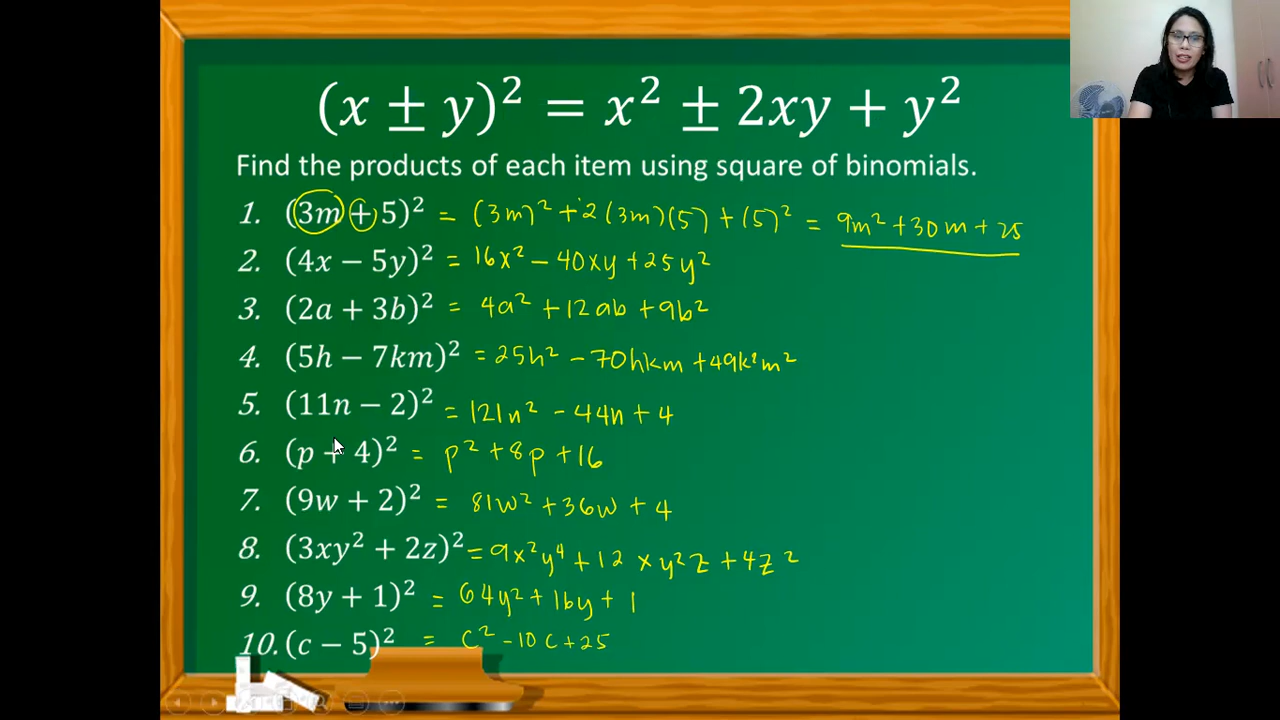 (x ± y)² = x² ± 2xy + y²
Find the products of each item using square of binomials.
1. (3m + 5)² = (3m)² + 2(3m)(5) + (5)² = 9m² + 30m + 25
2. (4x − 5y)² = 16x² − 40xy + 25y²
3. (2a + 3b)² = 4a² + 12ab + 9b²
4. (5h − 7km)² = 25h² − 70hkm + 49k²m²
5. (11n − 2)² = 121n² − 44n + 4
6. (p + 4)² = p² + 8p + 16
7. (9w + 2)² = 81w² + 36w + 4
8. (3xy² + 2z)² = 9x²y⁴ + 12xy²z + 4z²
9. (8y + 1)² = 64y² + 16y + 1
10. (c − 5)² = c² − 10c + 25